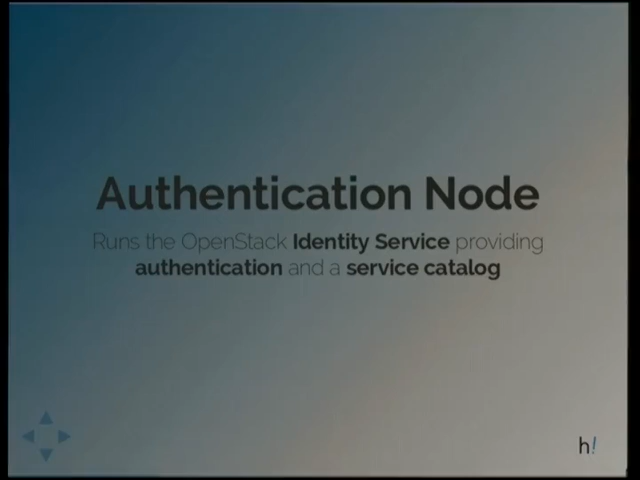 Authentication Node
Runs the OpenStack Identity Service providing
authentication and a service catalog
h!